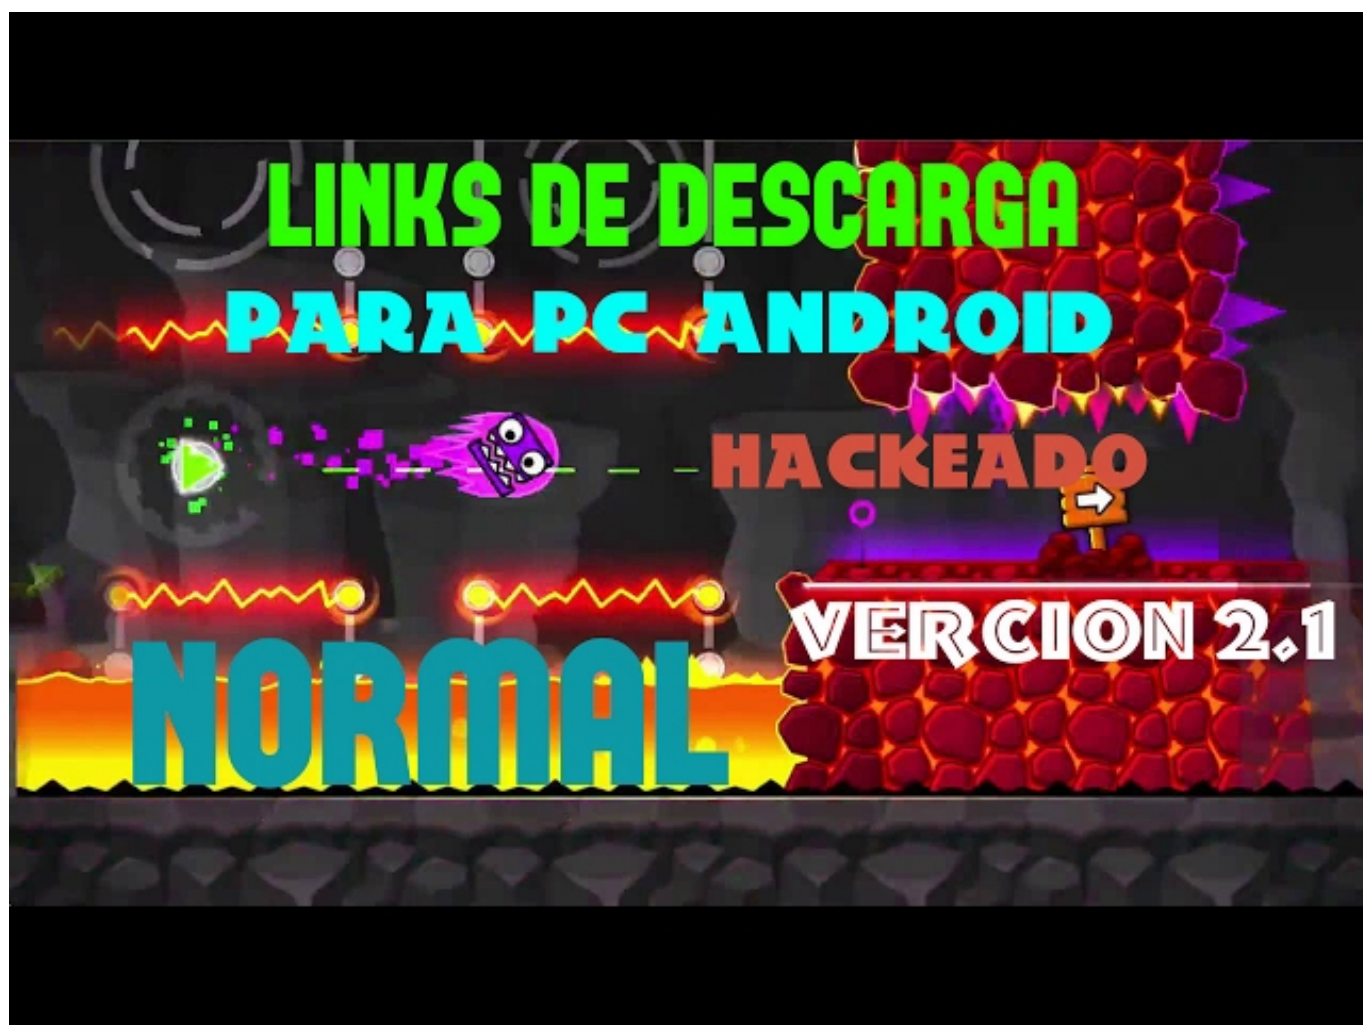 LINKS DE DESCARGA
PARA PC ANDROID
HACKEADO
VERCION 2.1
NORMAL